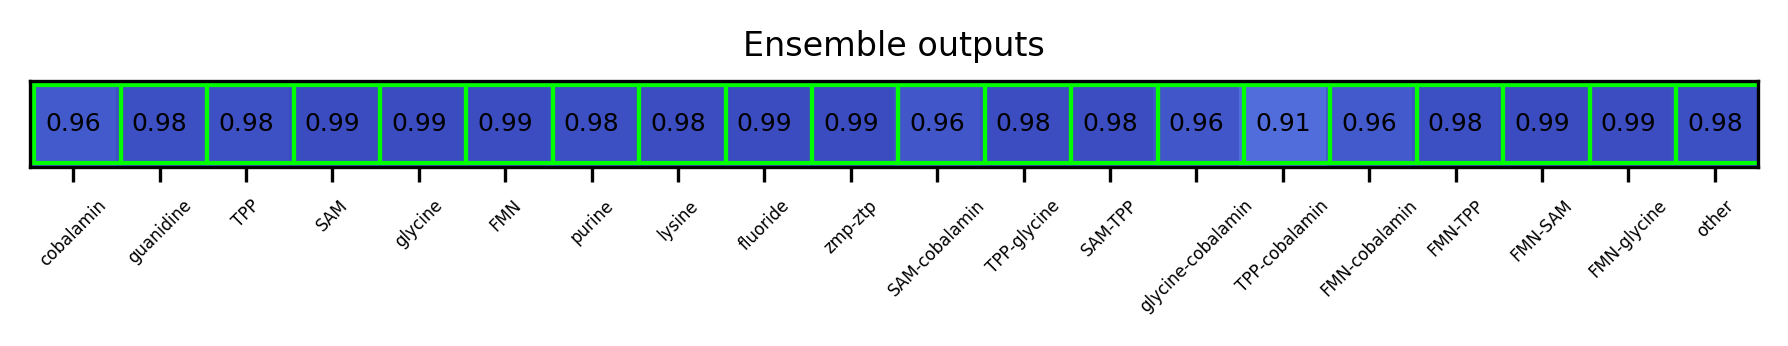 Ensemble outputs
0.96 0.98 0.98 0.99 0.99 0.99 0.98 0.98 0.99 0.99 0.96 0.98 0.98 0.96 0.91 0.96 0.98 0.99 0.99 0.98
cobalamin guanidine TPP SAM glycine FMN purine lysine fluoride zmp-ztp SAM-cobalamin TPP-glycine SAM-TPP glycine-cobalamin TPP-cobalamin FMN-cobalamin FMN-TPP FMN-SAM FMN-glycine other